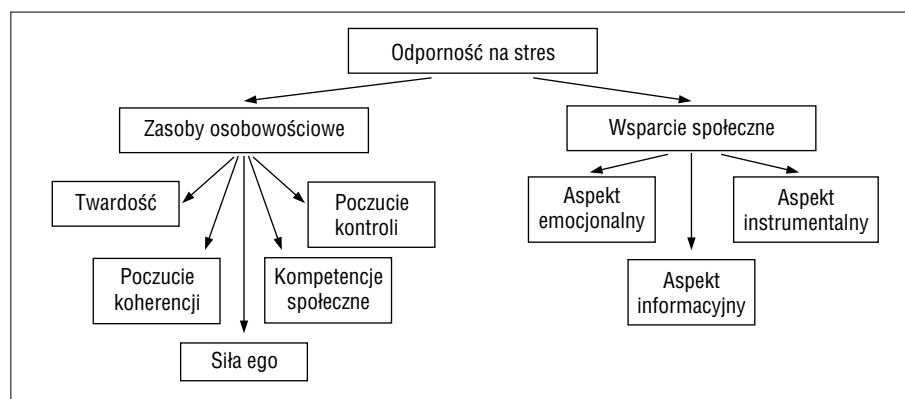 Odporność na stres
Zasoby osobowościowe
Wsparcie społeczne
Twardość
Poczucie
kontroli
Aspekt
emocjonalny
Aspekt
instrumentalny
Poczucie
koherencji
Kompetencje
społeczne
Aspekt
informacyjny
Siła ego